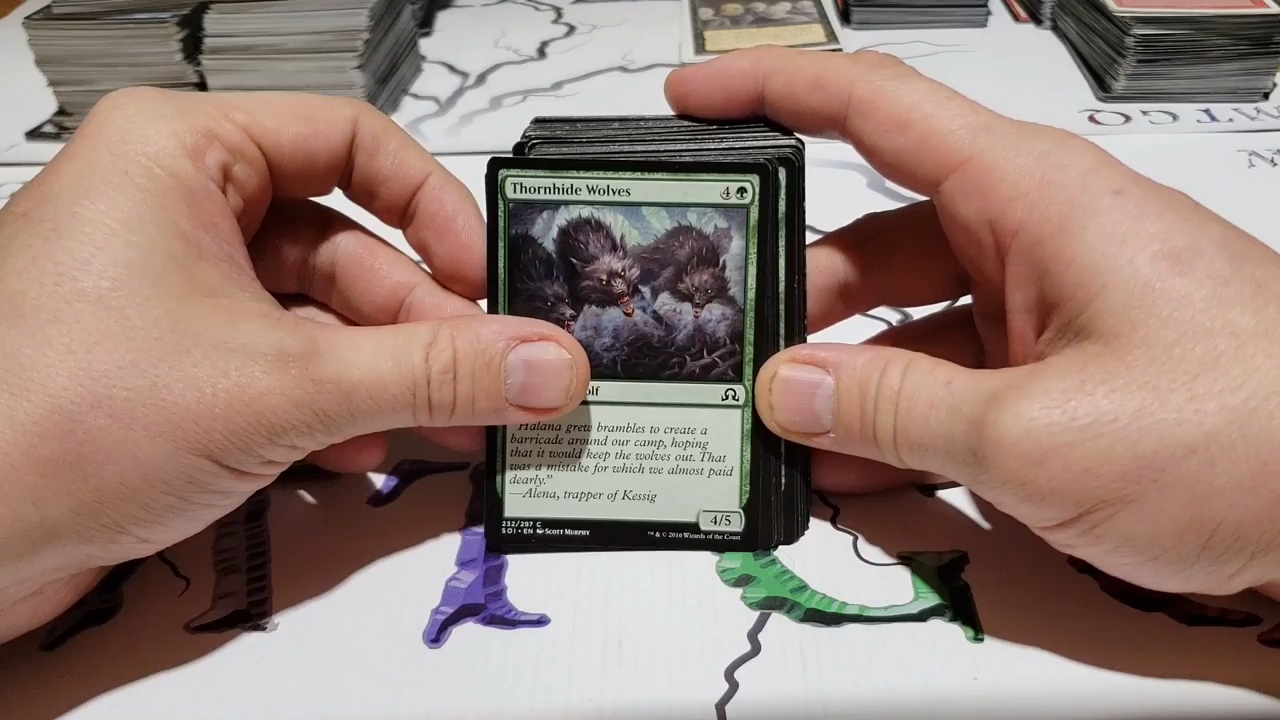 MTGO
Thornhide Wolves 4
olf
"Halana grew brambles to create a
barricade around our camp, hoping
that it would keep the wolves out. That
was a mistake for which we almost paid
dearly."
—Alena, trapper of Kessig
4/5
232/297 C
SOI • EN SCOTT MURPHY
™ & © 2016 Wizards of the Coast